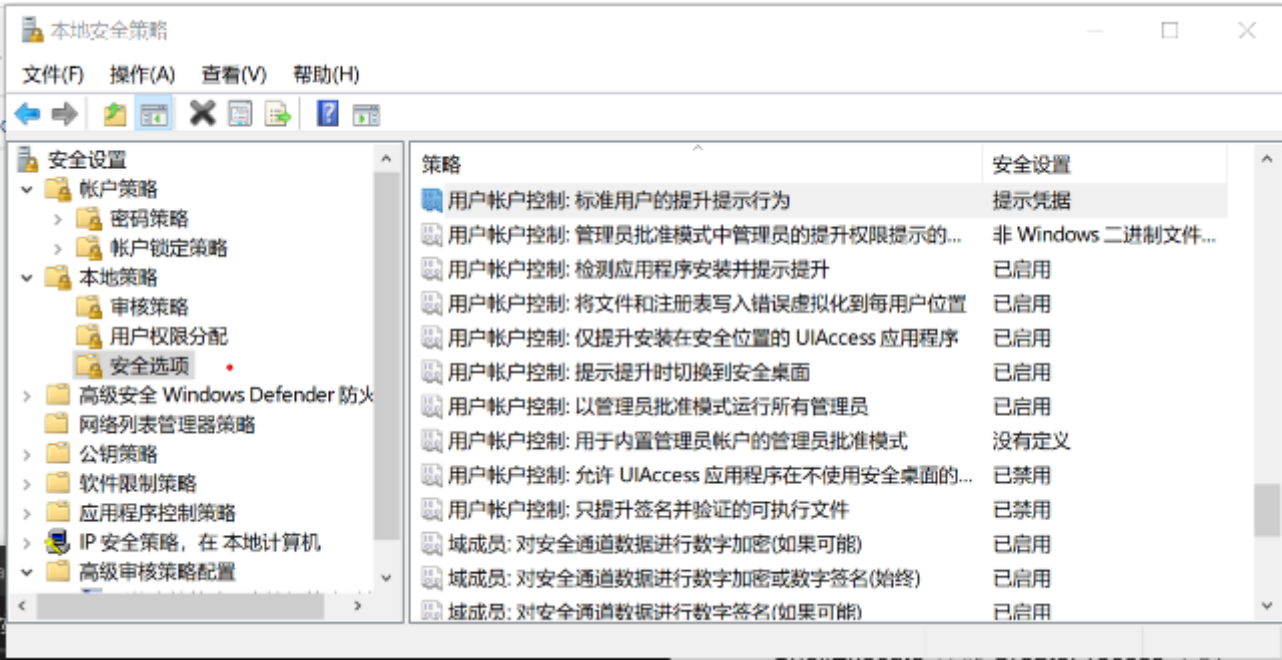 本地安全策略
文件(F) 操作(A) 查看(V) 帮助(H)
安全设置
帐户策略
密码策略
帐户锁定策略
本地策略
审核策略
用户权限分配
安全选项
高级安全 Windows Defender 防火
网络列表管理器策略
公钥策略
软件限制策略
应用程序控制策略
IP 安全策略，在 本地计算机
高级审核策略配置
策略 安全设置
用户帐户控制: 标准用户的提升提示行为 提示凭据
用户帐户控制: 管理员批准模式中管理员的提升权限提示的... 非 Windows 二进制文件...
用户帐户控制: 检测应用程序安装并提示提升 已启用
用户帐户控制: 将文件和注册表写入错误虚拟化到每用户位置 已启用
用户帐户控制: 仅提升安装在安全位置的 UIAccess 应用程序 已启用
用户帐户控制: 提示提升时切换到安全桌面 已启用
用户帐户控制: 以管理员批准模式运行所有管理员 已启用
用户帐户控制: 用于内置管理员帐户的管理员批准模式 没有定义
用户帐户控制: 允许 UIAccess 应用程序在不使用安全桌面的... 已禁用
用户帐户控制: 只提升签名并验证的可执行文件 已禁用
域成员: 对安全通道数据进行数字加密(如果可能) 已启用
域成员: 对安全通道数据进行数字加密或数字签名(始终) 已启用
域成员: 对安全通道数据进行数字签名(如果可能) 已启用